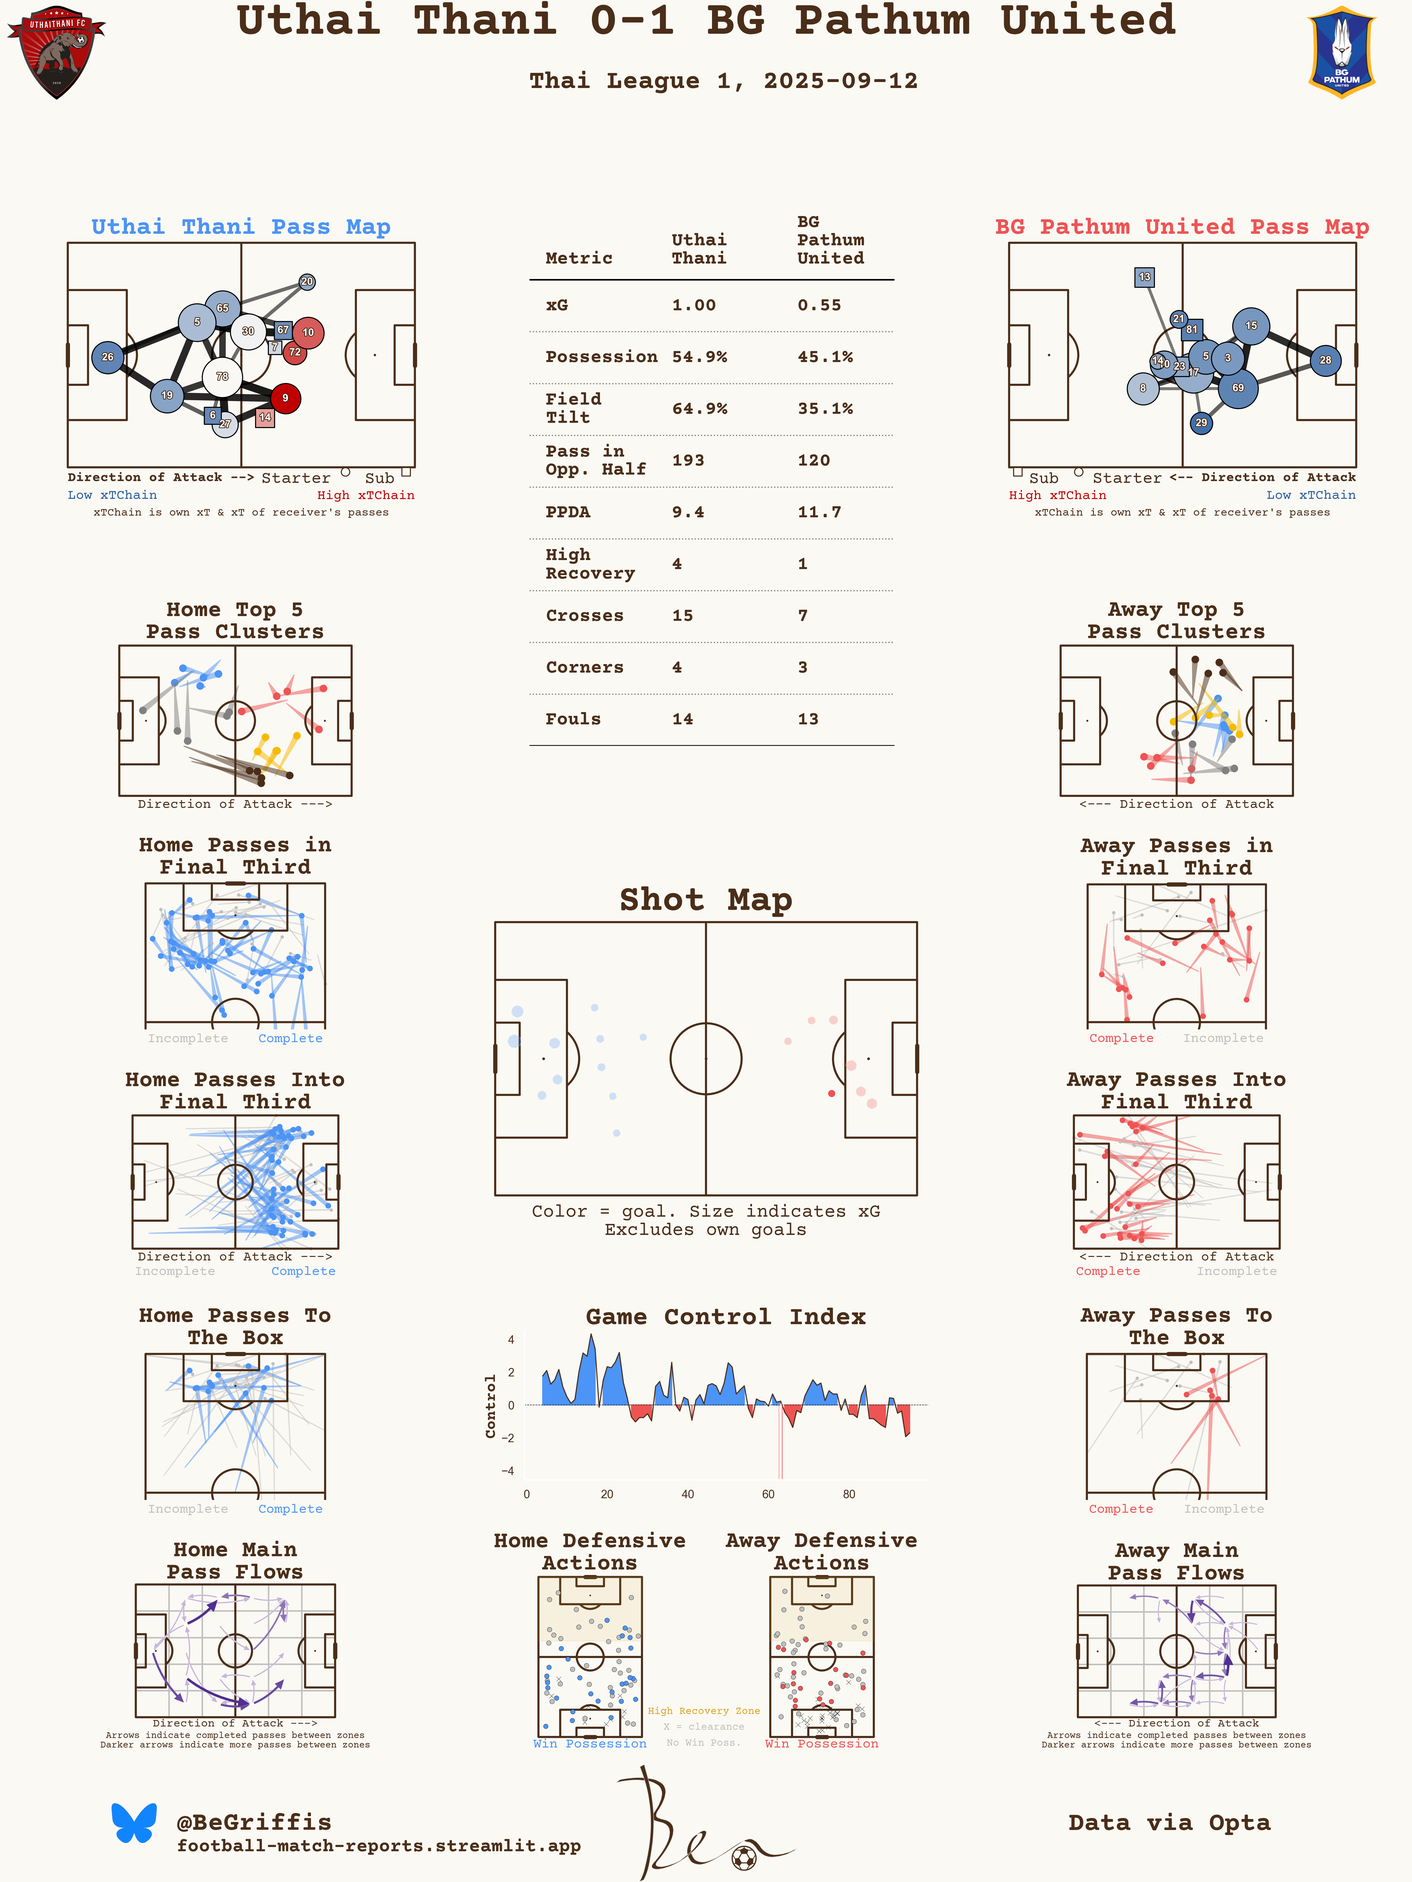 Uthai Thani 0-1 BG Pathum United
Thai League 1, 2025-09-12
UTHAITHANI FC
BG
PATHUM
UNITED
Uthai Thani Pass Map
26
5
65
20
30
67
10
7
72
78
19
9
6
27
14
Direction of Attack --> Starter Sub
Low xTChain High xTChain
xTChain is own xT & xT of receiver's passes
Metric Uthai Thani BG Pathum United
xG 1.00 0.55
Possession 54.9% 45.1%
Field Tilt 64.9% 35.1%
Pass in Opp. Half 193 120
PPDA 9.4 11.7
High Recovery 4 1
Crosses 15 7
Corners 4 3
Fouls 14 13
BG Pathum United Pass Map
13
21
81
15
14
5
3
28
23
17
8
69
29
Sub Starter <-- Direction of Attack
High xTChain Low xTChain
xTChain is own xT & xT of receiver's passes
Home Top 5
Pass Clusters
Direction of Attack --->
Away Top 5
Pass Clusters
<--- Direction of Attack
Home Passes in
Final Third
Incomplete Complete
Away Passes in
Final Third
Complete Incomplete
Shot Map
Color = goal. Size indicates xG
Excludes own goals
Home Passes Into
Final Third
Direction of Attack --->
Incomplete Complete
Away Passes Into
Final Third
<--- Direction of Attack
Complete Incomplete
Home Passes To
The Box
Incomplete Complete
Game Control Index
Control
4
2
0
−2
−4
0 20 40 60 80
Away Passes To
The Box
Complete Incomplete
Home Main
Pass Flows
Direction of Attack --->
Arrows indicate completed passes between zones
Darker arrows indicate more passes between zones
Home Defensive
Actions
Win Possession
High Recovery Zone
X = clearance
No Win Poss.
Away Defensive
Actions
Win Possession
Away Main
Pass Flows
<--- Direction of Attack
Arrows indicate completed passes between zones
Darker arrows indicate more passes between zones
@BeGriffis
football-match-reports.streamlit.app
Ben
Data via Opta